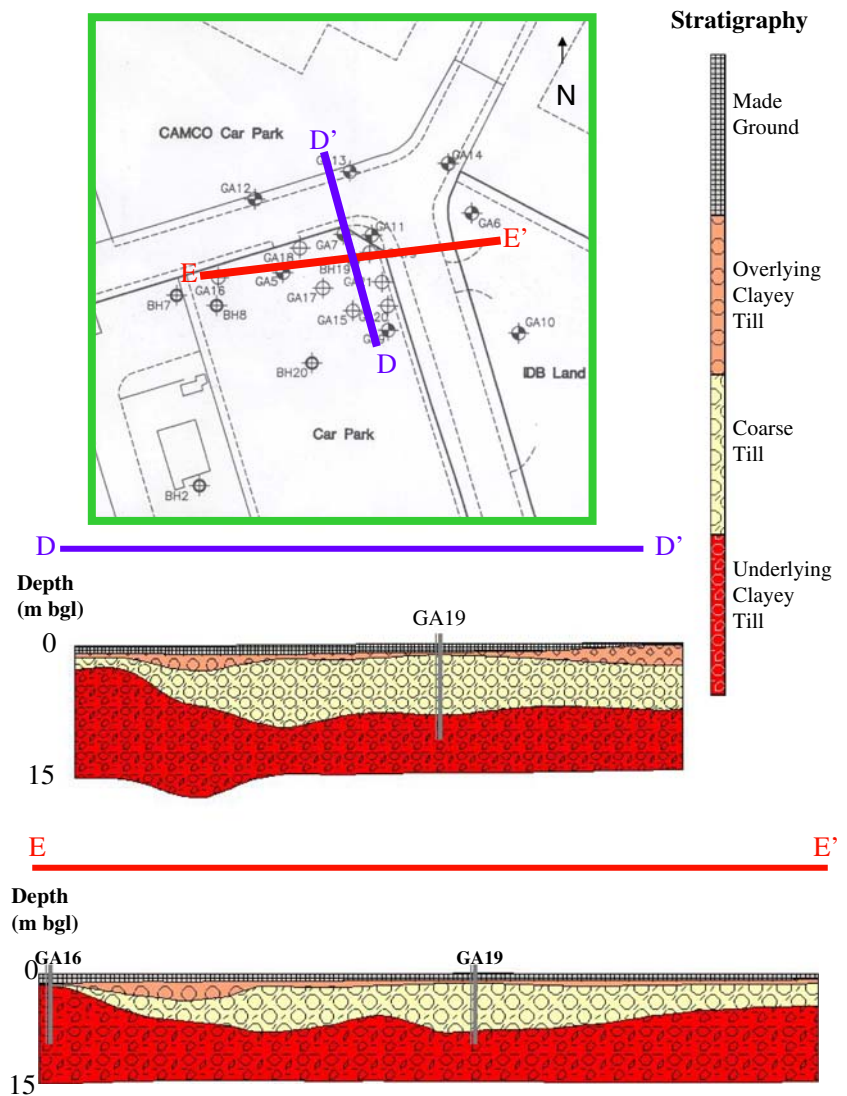 Stratigraphy
N
CAMCO Car Park
D'
GA13
GA14
GA12
GA6
GA11
GA7
E'
GA18
BH19
E
GA5
GA16
GA17
BH7
BH8
GA15
GA10
D
BH20
IDB Land
Car Park
BH2
Made
Ground
Overlying
Clayey
Till
Coarse
Till
Underlying
Clayey
Till
D
D'
Depth
(m bgl)
GA19
0
15
E
E'
Depth
(m bgl)
GA16
GA19
0
15